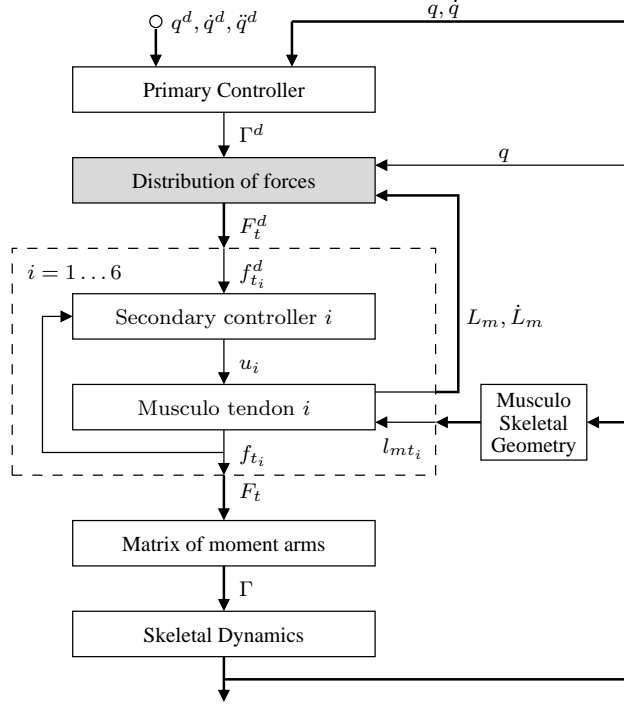 q^d, q̇^d, q̈^d
q, q̇
Primary Controller
Γ^d
q
Distribution of forces
F_t^d
i = 1 … 6
f_{t_i}^d
Secondary controller i
L_m, L̇_m
u_i
Musculo tendon i
Musculo
Skeletal
Geometry
l_{mt_i}
f_{t_i}
F_t
Matrix of moment arms
Γ
Skeletal Dynamics